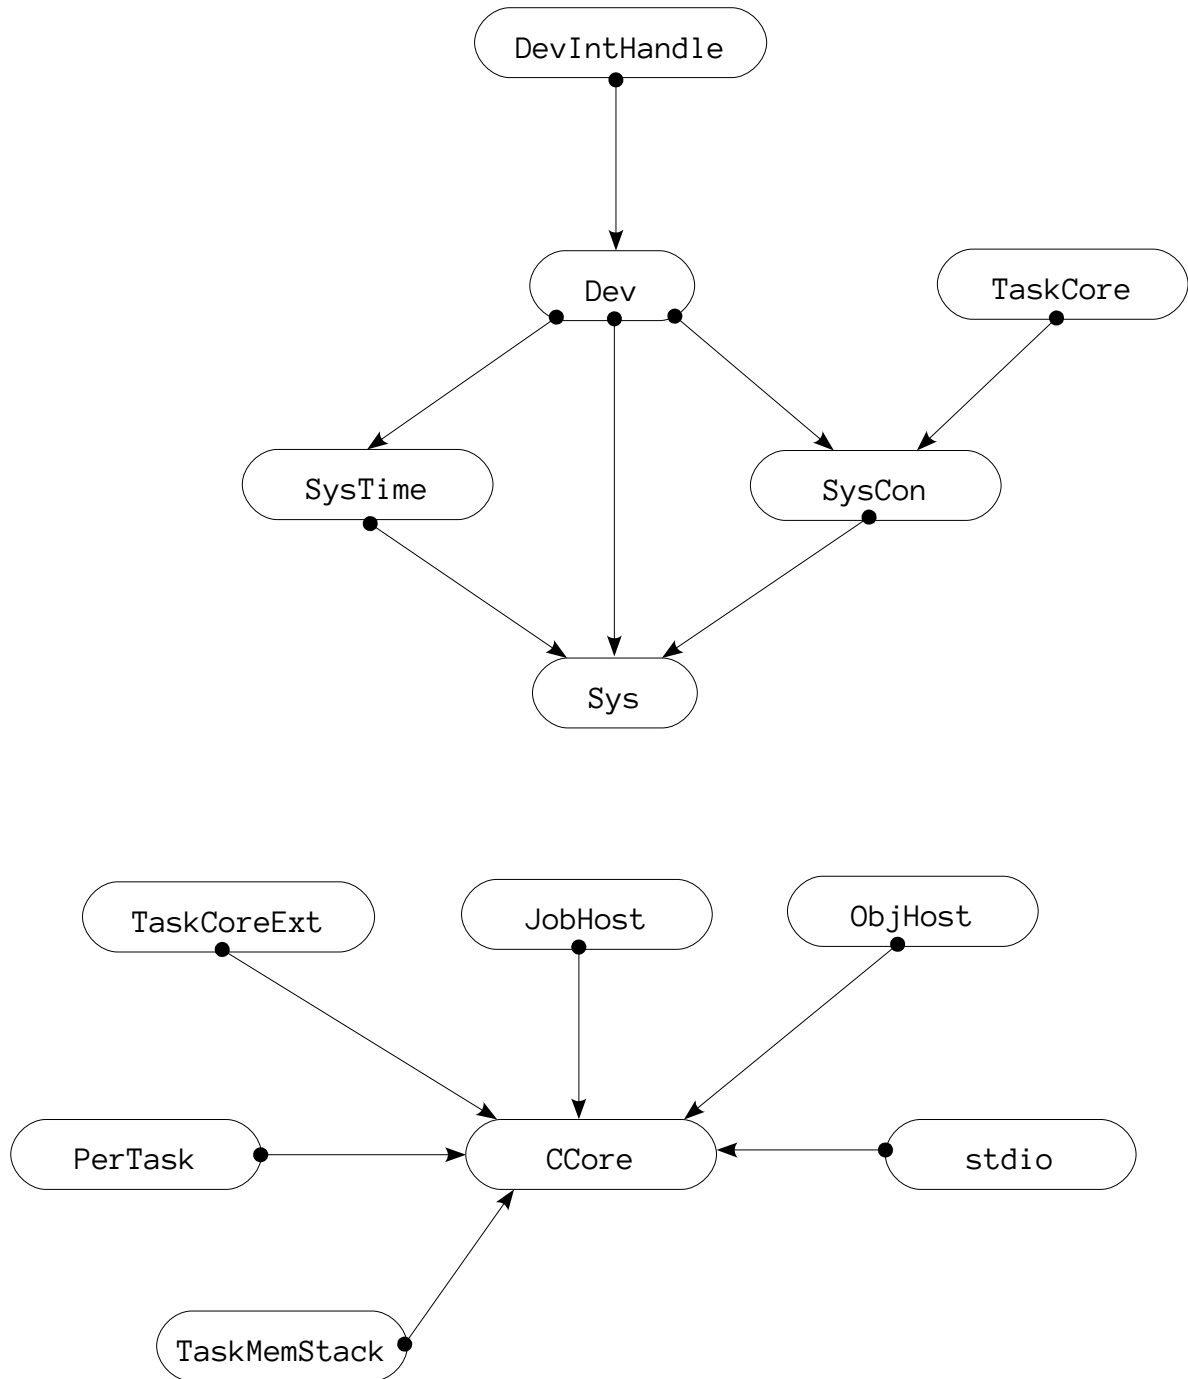 DevIntHandle
Dev
TaskCore
SysTime
SysCon
Sys
TaskCoreExt
JobHost
ObjHost
PerTask
CCore
stdio
TaskMemStack